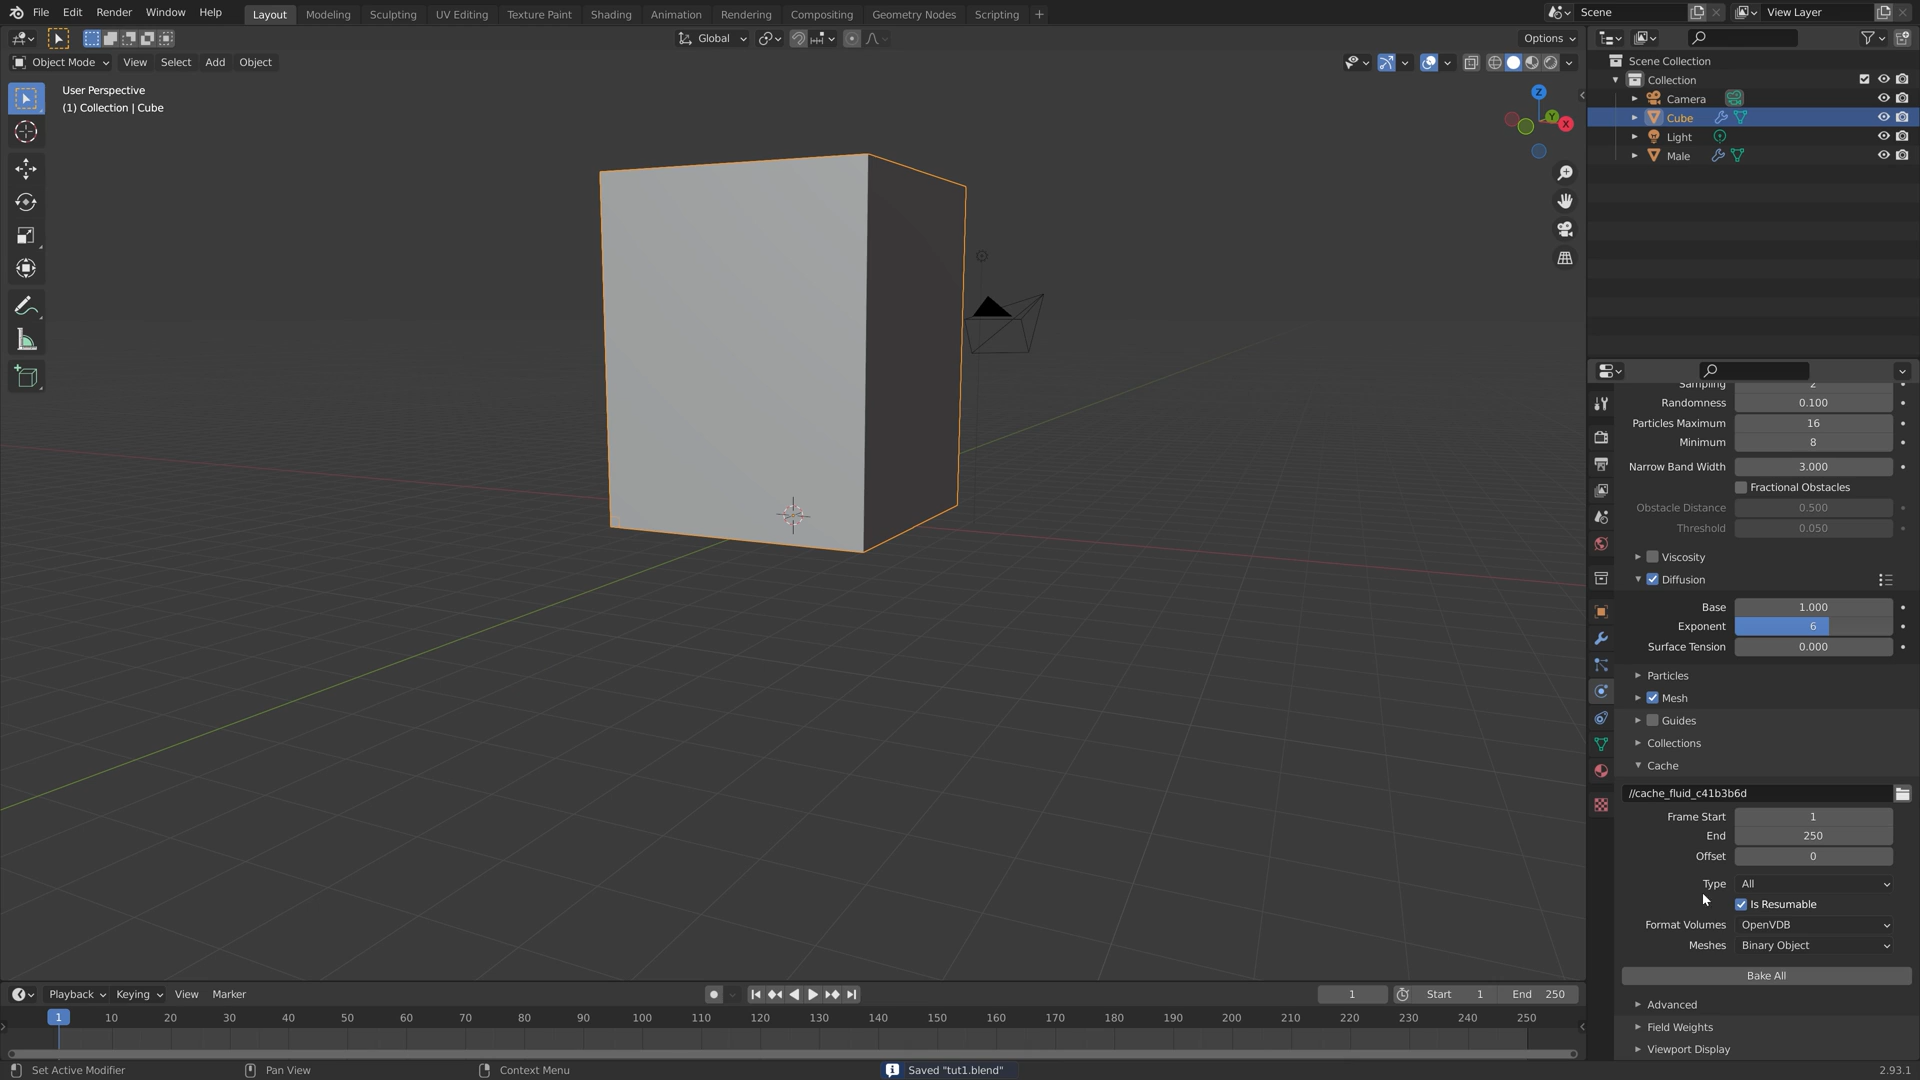 File Edit Render Window Help Layout Modeling Sculpting UV Editing Texture Paint Shading Animation Rendering Compositing Geometry Nodes Scripting Scene View Layer
Global Options
Object Mode View Select Add Object
User Perspective
(1) Collection | Cube
Z
Y
X
Scene Collection
Collection
Camera
Cube
Light
Male
Sampling 2
Randomness 0.100
Particles Maximum 16
Minimum 8
Narrow Band Width 3.000
Fractional Obstacles
Obstacle Distance 0.500
Threshold 0.050
Viscosity
Diffusion
Base 1.000
Exponent 6
Surface Tension 0.000
Particles
Mesh
Guides
Collections
Cache
//cache_fluid_c41b3b6d
Frame Start 1
End 250
Offset 0
Type All
Is Resumable
Format Volumes OpenVDB
Meshes Binary Object
Bake All
Advanced
Field Weights
Viewport Display
Playback Keying View Marker 1 Start 1 End 250
1 10 20 30 40 50 60 70 80 90 100 110 120 130 140 150 160 170 180 190 200 210 220 230 240 250
Set Active Modifier Pan View Context Menu Saved "tut1.blend" 2.93.1